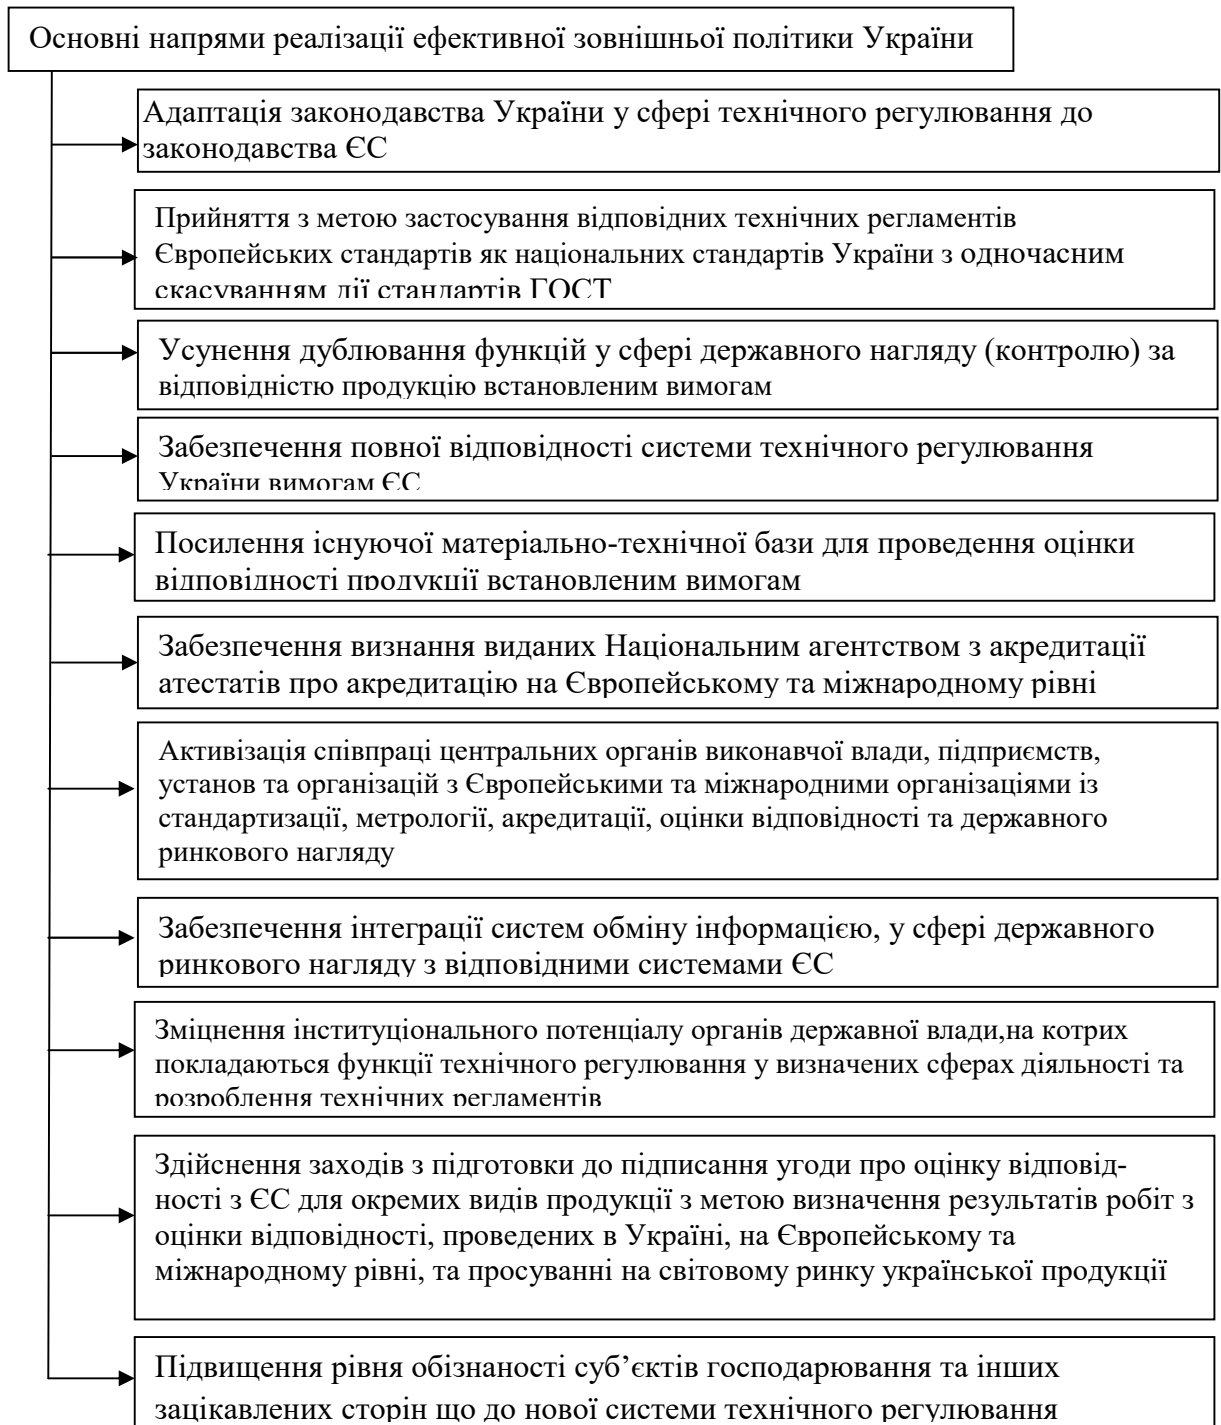 Основні напрями реалізації ефективної зовнішньої політики України
Адаптація законодавства України у сфері технічного регулювання до
законодавства ЄС
Прийняття з метою застосування відповідних технічних регламентів
Європейських стандартів як національних стандартів України з одночасним
скасуванням дії стандартів ГОСТ
Усунення дублювання функцій у сфері державного нагляду (контролю) за
відповідністю продукцію встановленим вимогам
Забезпечення повної відповідності системи технічного регулювання
України вимогам ЄС
Посилення існуючої матеріально-технічної бази для проведення оцінки
відповідності продукції встановленим вимогам
Забезпечення визнання виданих Національним агентством з акредитації
атестатів про акредитацію на Європейському та міжнародному рівні
Активізація співпраці центральних органів виконавчої влади, підприємств,
установ та організацій з Європейськими та міжнародними організаціями із
стандартизації, метрології, акредитації, оцінки відповідності та державного
ринкового нагляду
Забезпечення інтеграції систем обміну інформацією, у сфері державного
ринкового нагляду з відповідними системами ЄС
Зміцнення інституціонального потенціалу органів державної влади,на котрих
покладаються функції технічного регулювання у визначених сферах діяльності та
розроблення технічних регламентів
Здійснення заходів з підготовки до підписання угоди про оцінку відповід-
ності з ЄС для окремих видів продукції з метою визначення результатів робіт з
оцінки відповідності, проведених в Україні, на Європейському та
міжнародному рівні, та просуванні на світовому ринку української продукції
Підвищення рівня обізнаності суб’єктів господарювання та інших
зацікавлених сторін що до нової системи технічного регулювання